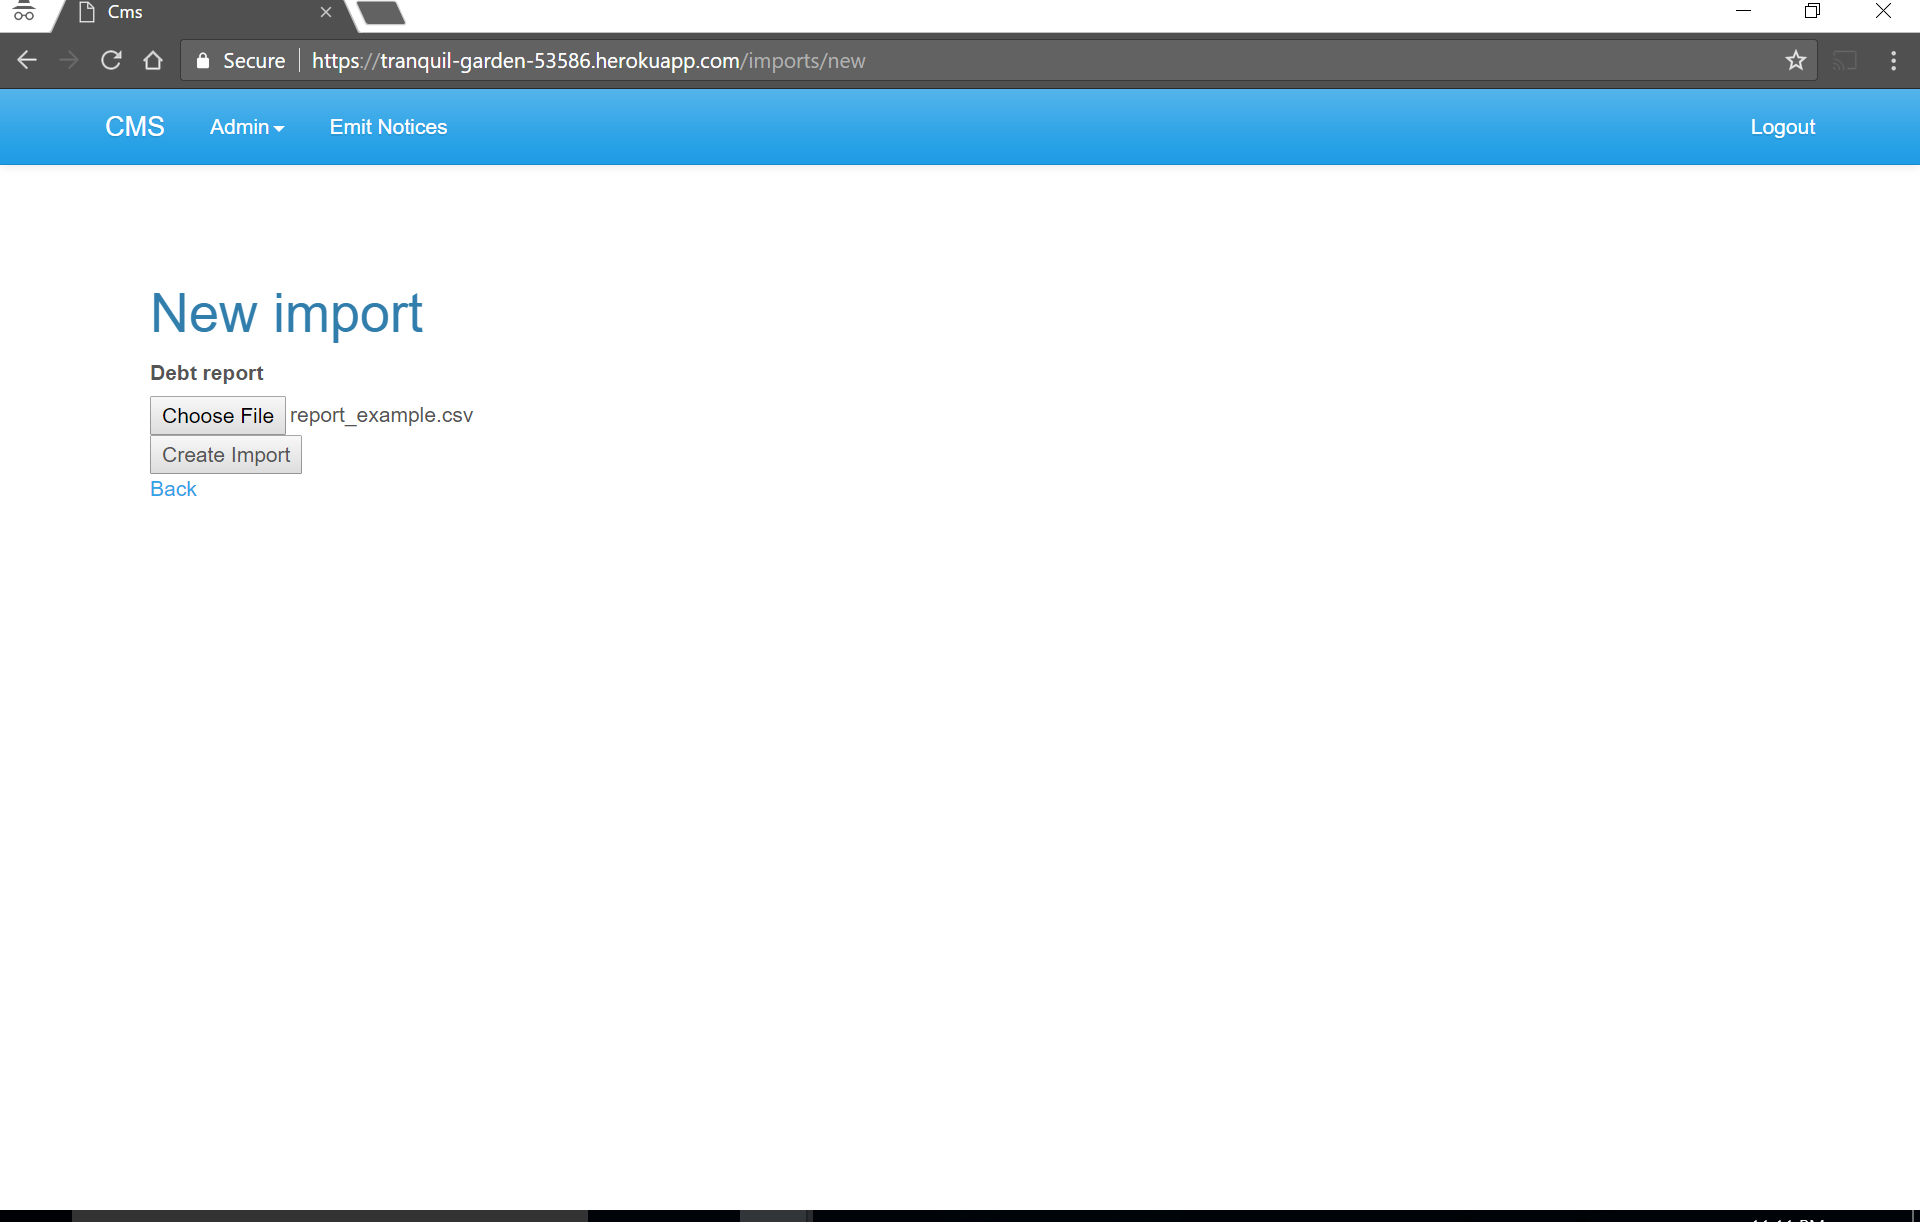 Cms
Secure https://tranquil-garden-53586.herokuapp.com/imports/new
CMS Admin Emit Notices Logout
New import
Debt report
Choose File report_example.csv
Create Import
Back